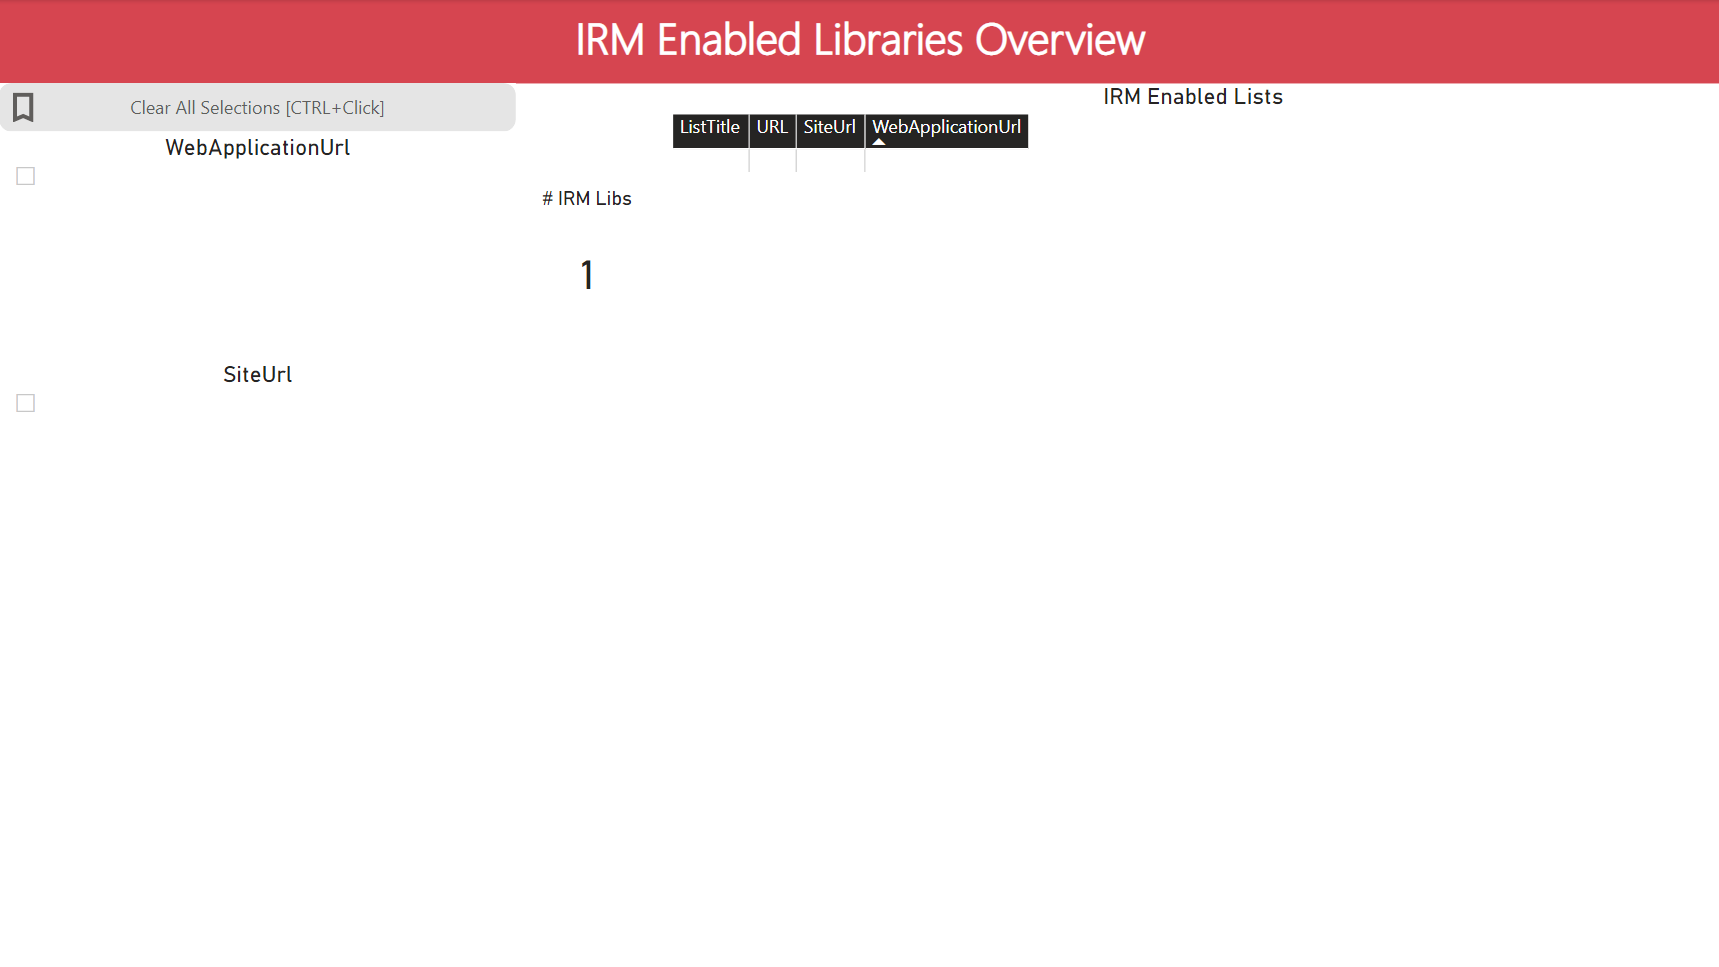 IRM Enabled Libraries Overview
Clear All Selections [CTRL+Click]
WebApplicationUrl
SiteUrl
# IRM Libs
1
IRM Enabled Lists
ListTitle URL SiteUrl WebApplicationUrl